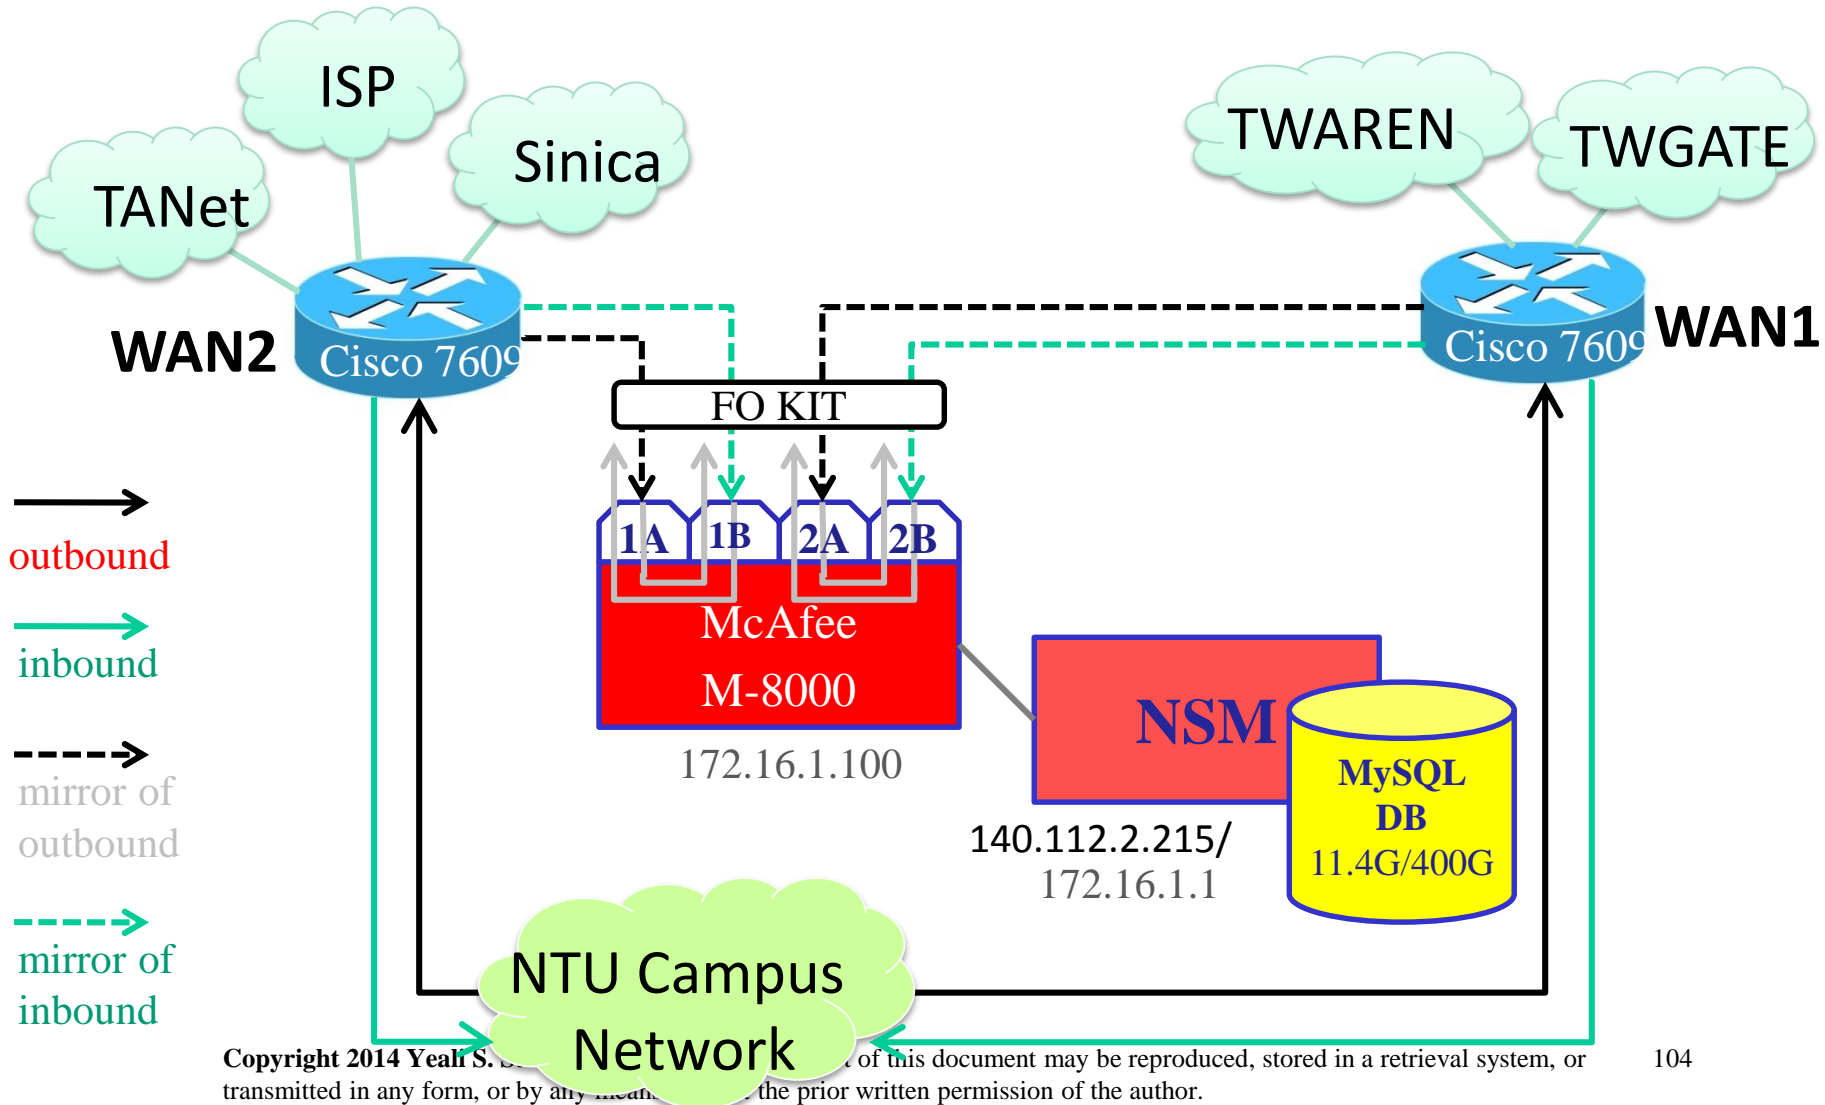 ISP
Sinica
TANet
TWAREN
TWGATE
WAN2
Cisco 7609
Cisco 7609
WAN1
FO KIT
1A
1B
2A
2B
McAfee
M-8000
172.16.1.100
NSM
MySQL
DB
11.4G/400G
140.112.2.215/
172.16.1.1
outbound
inbound
mirror of
outbound
mirror of
inbound
NTU Campus
Network
Copyright 2014 Yeali S. of this document may be reproduced, stored in a retrieval system, or
transmitted in any form, or by any means the prior written permission of the author.
104